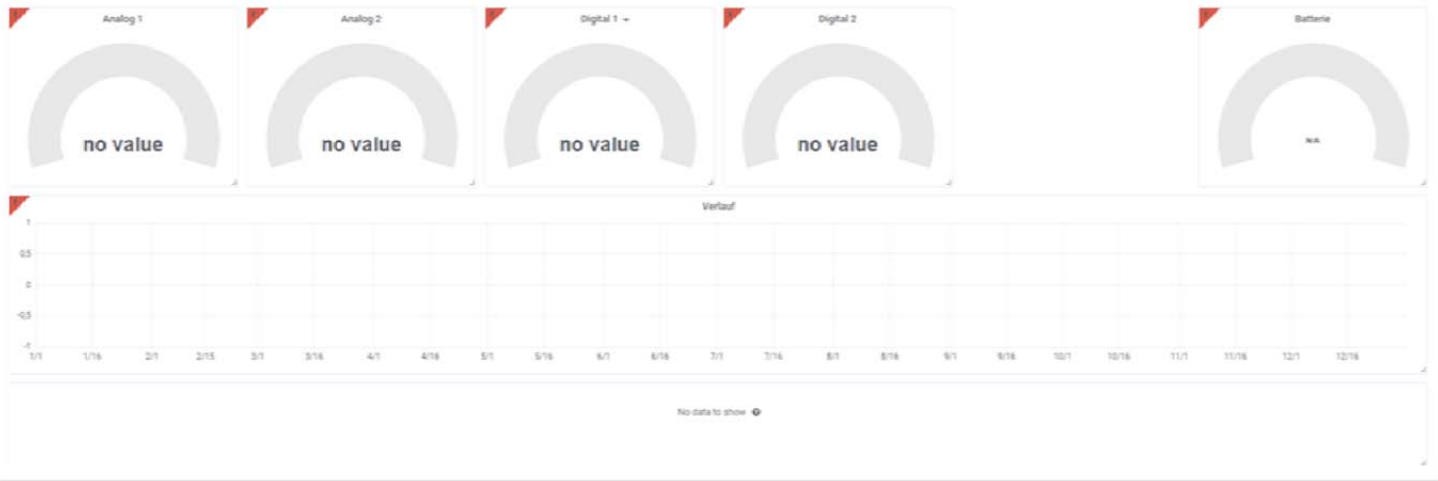 Analog 1 Analog 2 Digital 1 Digital 2 Batterie
no value no value no value no value N/A
Verlauf
1
0,5
0
-0,5
-1
1/1 1/16 2/1 2/15 3/1 3/16 4/1 4/16 5/1 5/16 6/1 6/16 7/1 7/16 8/1 8/16 9/1 9/16 10/1 10/16 11/1 11/16 12/1 12/16
No data to show